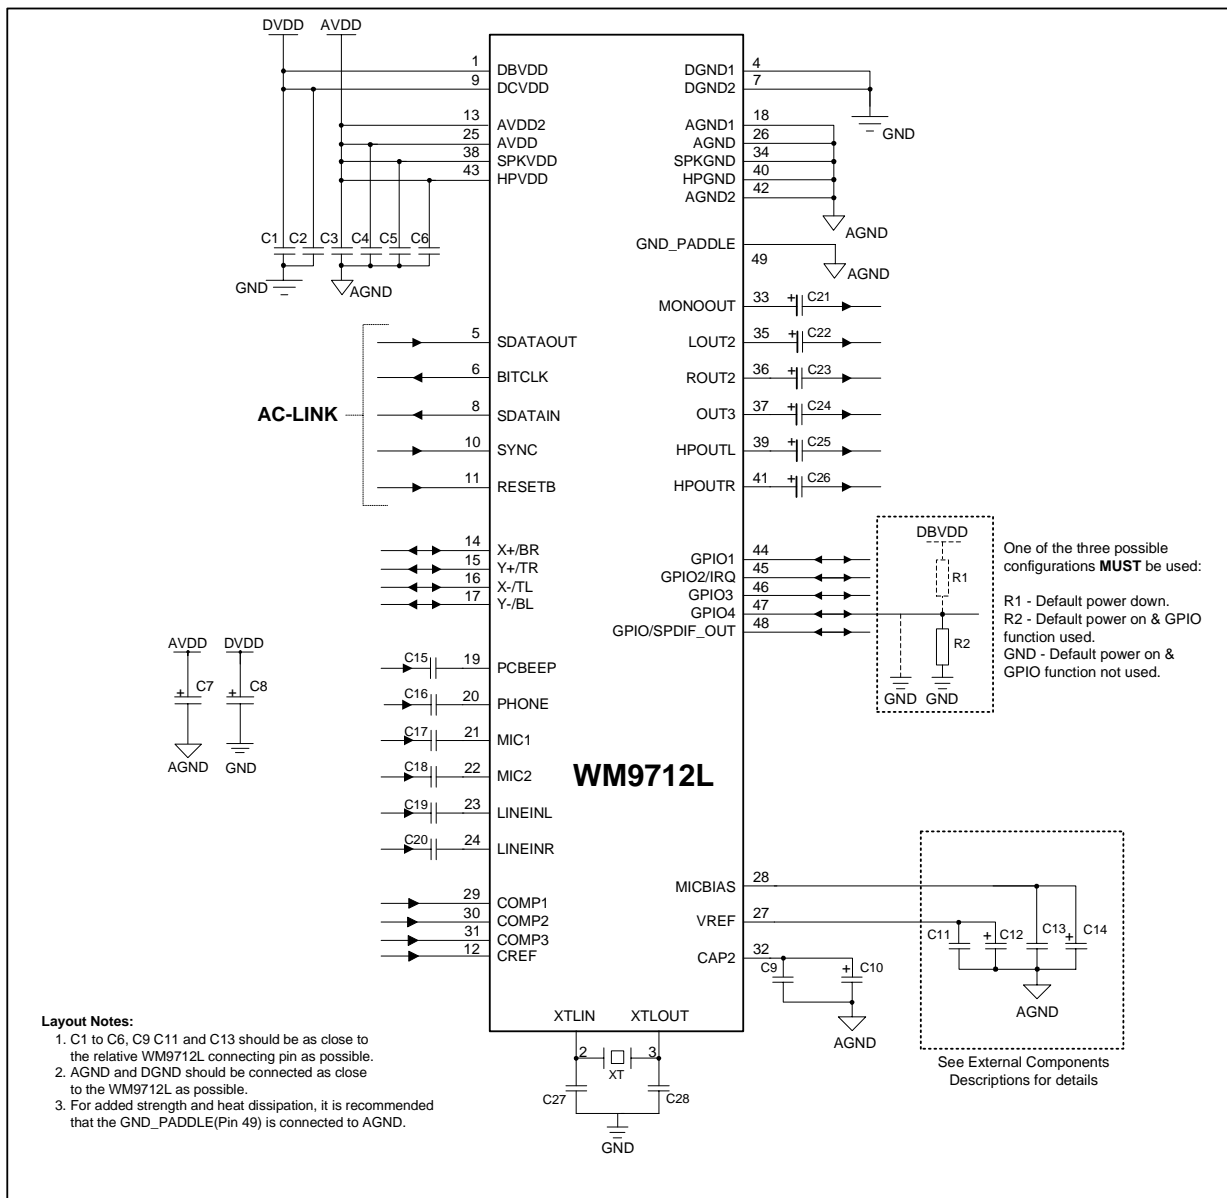 DVDD AVDD
1 DBVDD
9 DCVDD
13 AVDD2
25 AVDD
38 SPKVDD
43 HPVDD
C1 C2 C3 C4 C5 C6
GND AGND
DGND1 4
DGND2 7
GND
AGND1 18
AGND 26
SPKGND 34
HPGND 40
AGND2 42
AGND
GND_PADDLE 49
AGND
MONOOUT 33 + C21
LOUT2 35 + C22
ROUT2 36 + C23
OUT3 37 + C24
HPOUTL 39 + C25
HPOUTR 41 + C26
AC-LINK
5 SDATAOUT
6 BITCLK
8 SDATAIN
10 SYNC
11 RESETB
14 X+/BR
15 Y+/TR
16 X-/TL
17 Y-/BL
GPIO1 44
GPIO2/IRQ 45
GPIO3 46
GPIO4 47
GPIO/SPDIF_OUT 48
DBVDD
R1
R2
GND GND
One of the three possible
configurations MUST be used:
R1 - Default power down.
R2 - Default power on & GPIO
function used.
GND - Default power on &
GPIO function not used.
AVDD DVDD
+ C7 + C8
AGND GND
C15 19 PCBEEP
C16 20 PHONE
C17 21 MIC1
C18 22 MIC2
C19 23 LINEINL
C20 24 LINEINR
WM9712L
29 COMP1
30 COMP2
31 COMP3
12 CREF
MICBIAS 28
VREF 27
CAP2 32
C9 + C10
AGND
C11 + C12 C13 + C14
AGND
See External Components
Descriptions for details
XTLIN XTLOUT
2 3
XT
C27 C28
GND
Layout Notes:
1. C1 to C6, C9 C11 and C13 should be as close to
the relative WM9712L connecting pin as possible.
2. AGND and DGND should be connected as close
to the WM9712L as possible.
3. For added strength and heat dissipation, it is recommended
that the GND_PADDLE(Pin 49) is connected to AGND.